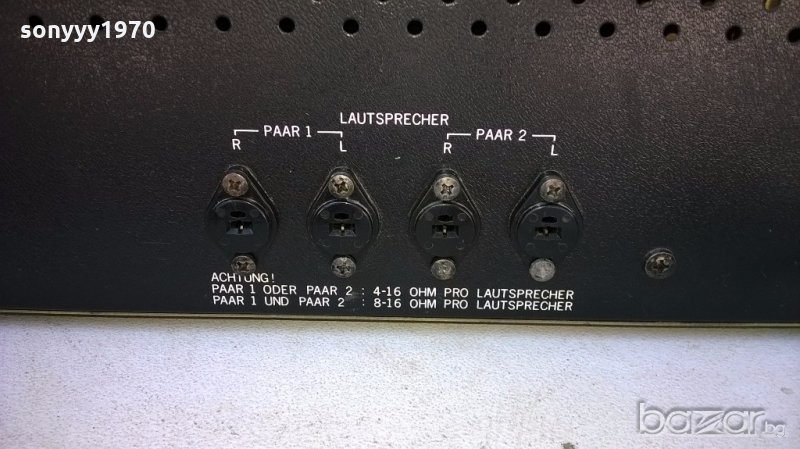 sonyyy1970
LAUTSPRECHER
PAAR 1 PAAR 2
R L R L
ACHTUNG!
PAAR 1 ODER PAAR 2 : 4-16 OHM PRO LAUTSPRECHER
PAAR 1 UND PAAR 2 : 8-16 OHM PRO LAUTSPRECHER
bazar.bg